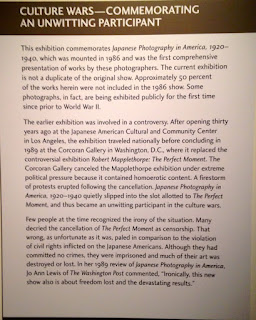 CULTURE WARS—COMMEMORATING
AN UNWITTING PARTICIPANT
This exhibition commemorates Japanese Photography in America, 1920–
1940, which was mounted in 1986 and was the first comprehensive
presentation of works by these photographers. The current exhibition
is not a duplicate of the original show. Approximately 50 percent
of the works herein were not included in the 1986 show. Some
photographs, in fact, are being exhibited publicly for the first time
since prior to World War II.
The earlier exhibition was involved in a controversy. After opening thirty
years ago at the Japanese American Cultural and Community Center
in Los Angeles, the exhibition traveled nationally before concluding in
1989 at the Corcoran Gallery in Washington, D.C., where it replaced the
controversial exhibition Robert Mapplethorpe: The Perfect Moment. The
Corcoran Gallery canceled the Mapplethorpe exhibition under extreme
political pressure because it contained homoerotic content. A firestorm
of protests erupted following the cancellation. Japanese Photography in
America, 1920–1940 quietly slipped into the slot allotted to The Perfect
Moment, and thus became an unwitting participant in the culture wars.
Few people at the time recognized the irony of the situation. Many
decried the cancellation of The Perfect Moment as censorship. That
wrong, as unfortunate as it was, paled in comparison to the violation
of civil rights inflicted on the Japanese Americans. Although they had
committed no crimes, they were imprisoned and much of their art was
destroyed or lost. In her 1989 review of Japanese Photography in America,
Jo Ann Lewis of The Washington Post commented, "Ironically, this new
show also is about freedom lost and the devastating results."